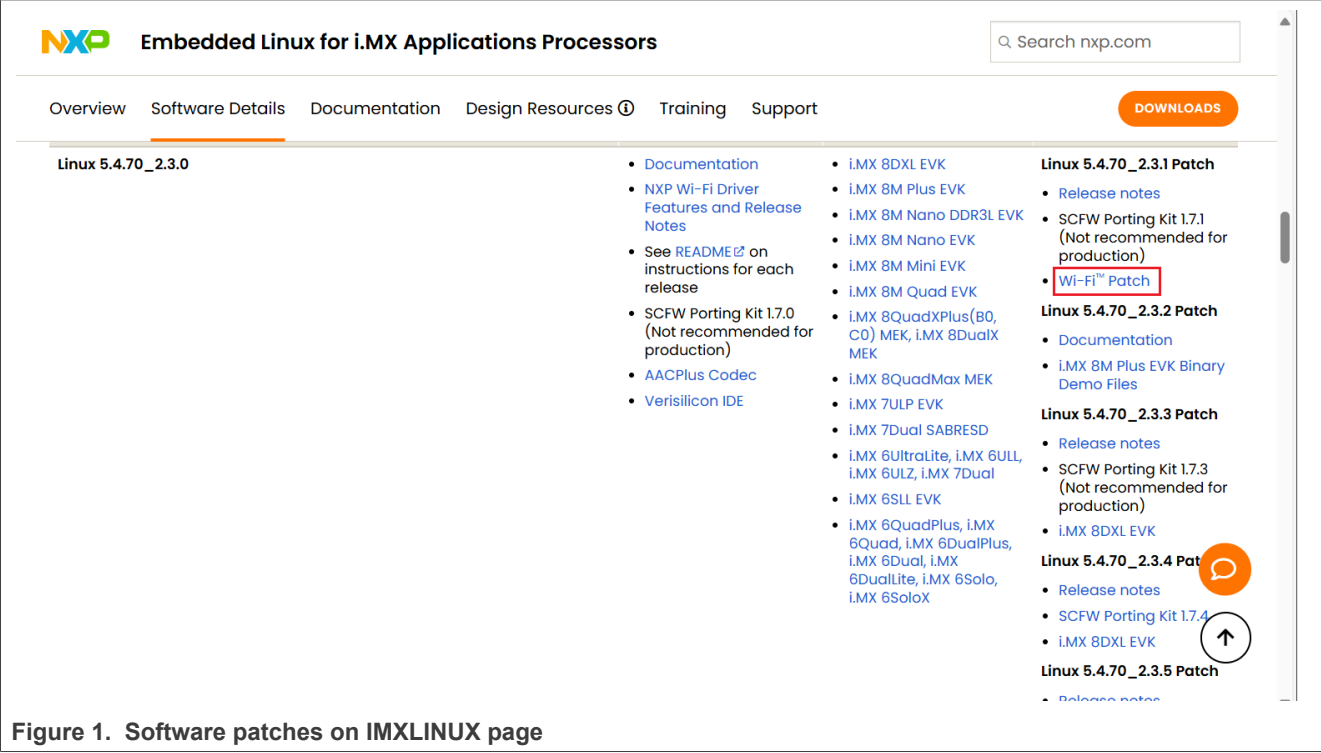 NXP
Embedded Linux for i.MX Applications Processors
Search nxp.com
Overview
Software Details
Documentation
Design Resources
Training
Support
DOWNLOADS
Linux 5.4.70_2.3.0
• Documentation
• NXP Wi-Fi Driver
Features and Release
Notes
• See README on
instructions for each
release
• SCFW Porting Kit 1.7.0
(Not recommended for
production)
• AACPlus Codec
• Verisilicon IDE
• i.MX 8DXL EVK
• i.MX 8M Plus EVK
• i.MX 8M Nano DDR3L EVK
• i.MX 8M Nano EVK
• i.MX 8M Mini EVK
• i.MX 8M Quad EVK
• i.MX 8QuadXPlus(B0,
C0) MEK, i.MX 8DualX
MEK
• i.MX 8QuadMax MEK
• i.MX 7ULP EVK
• i.MX 7Dual SABRESD
• i.MX 6UltraLite, i.MX 6ULL,
i.MX 6ULZ, i.MX 7Dual
• i.MX 6SLL EVK
• i.MX 6QuadPlus, i.MX
6Quad, i.MX 6DualPlus,
i.MX 6Dual, i.MX
6DualLite, i.MX 6Solo,
i.MX 6SoloX
Linux 5.4.70_2.3.1 Patch
• Release notes
• SCFW Porting Kit 1.7.1
(Not recommended for
production)
• Wi-Fi™ Patch
Linux 5.4.70_2.3.2 Patch
• Documentation
• i.MX 8M Plus EVK Binary
Demo Files
Linux 5.4.70_2.3.3 Patch
• Release notes
• SCFW Porting Kit 1.7.3
(Not recommended for
production)
• i.MX 8DXL EVK
Linux 5.4.70_2.3.4 Pat
• Release notes
• SCFW Porting Kit 1.7.4
• i.MX 8DXL EVK
Linux 5.4.70_2.3.5 Patch
• Release notes
Figure 1. Software patches on IMXLINUX page